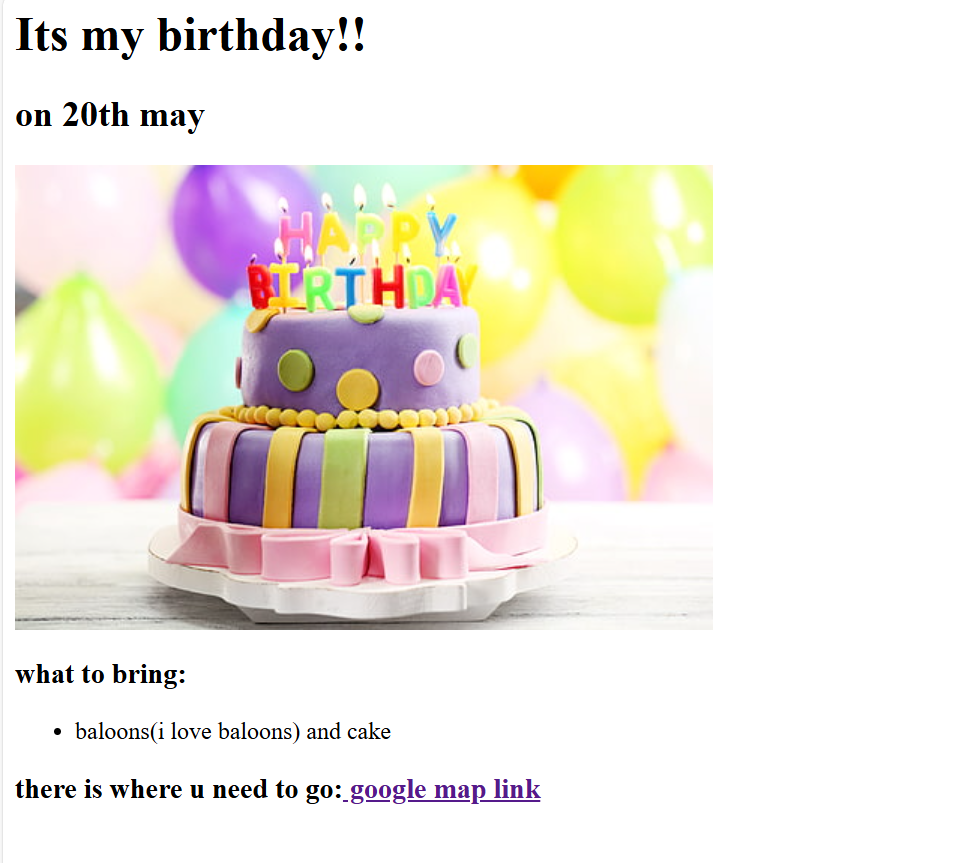 Its my birthday!!
on 20th may
HAPPY
BIRTHDAY
what to bring:
baloons(i love baloons) and cake
there is where u need to go: google map link